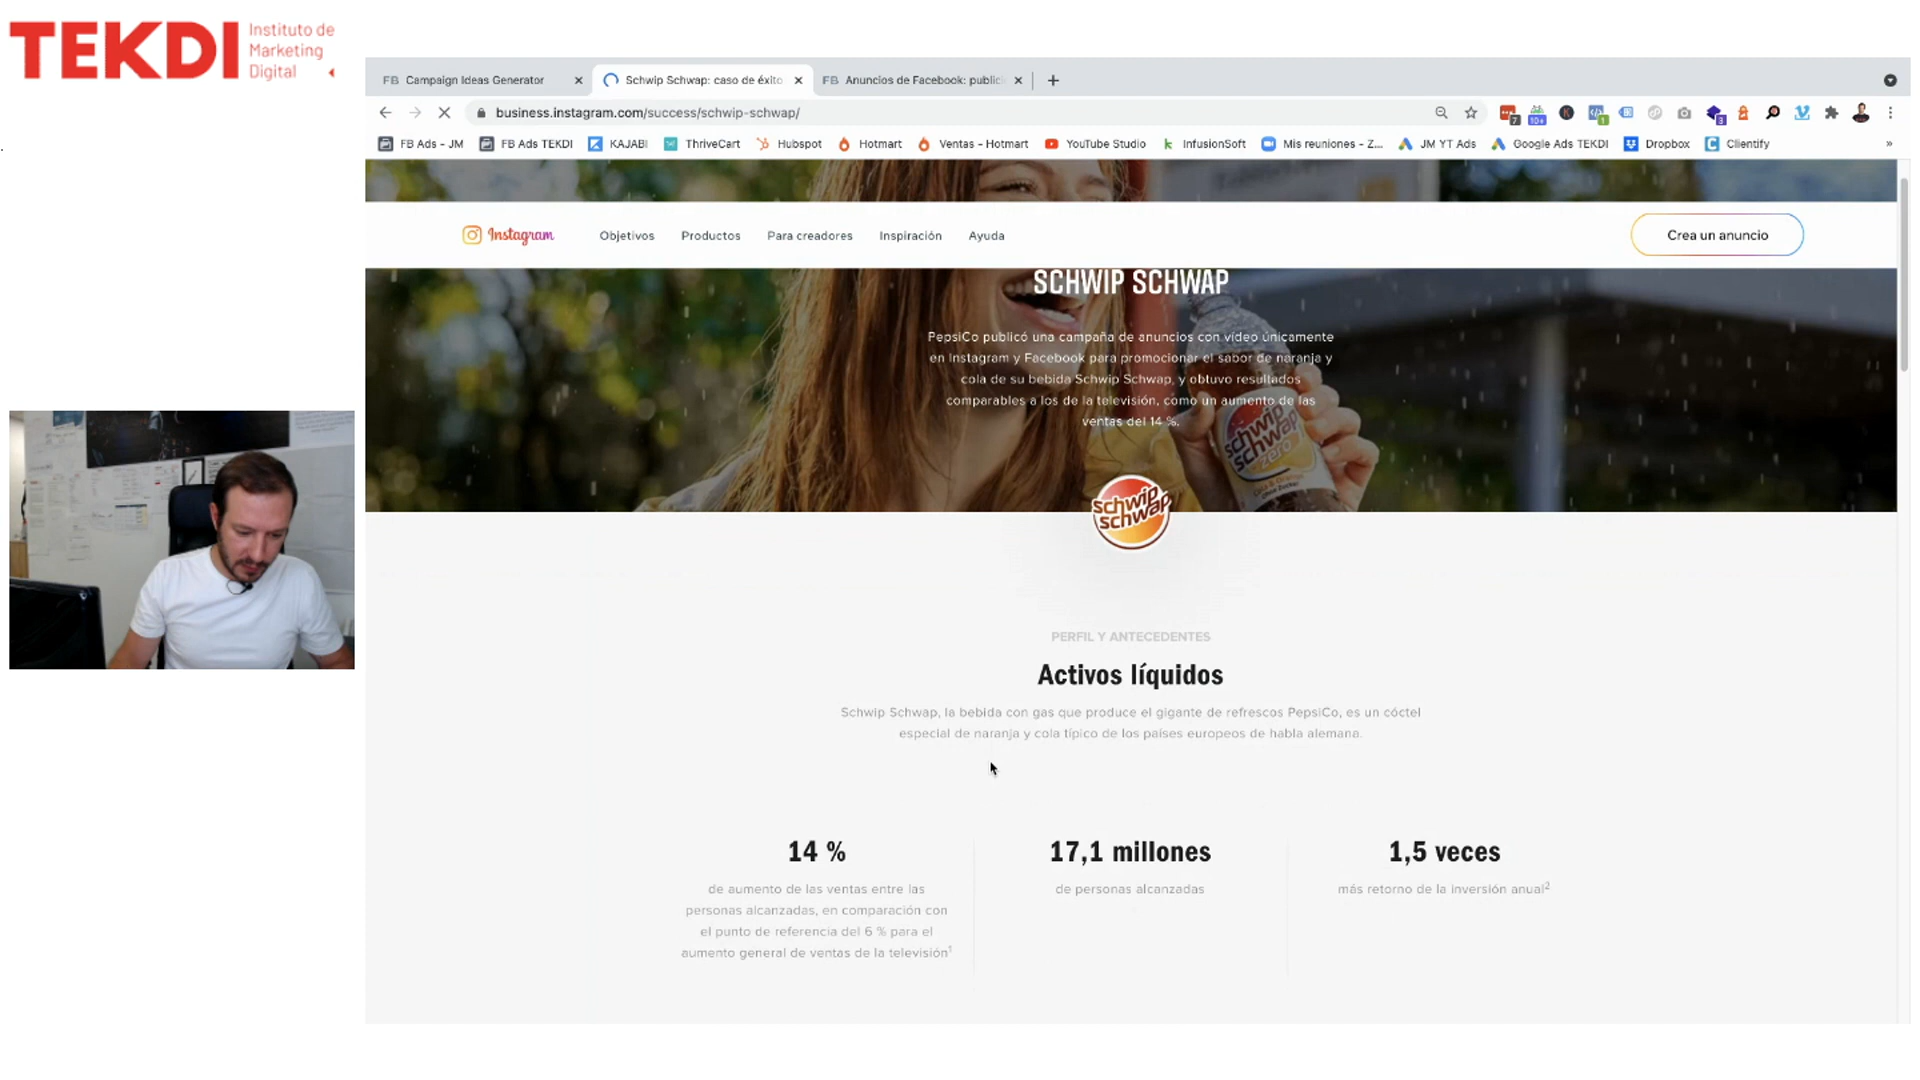 TEKDI
Instituto de
Marketing
Digital
FB Campaign Ideas Generator
Schwip Schwap: caso de éxito
FB Anuncios de Facebook: public
business.instagram.com/success/schwip-schwap/
FB Ads - JM
FB Ads TEKDI
KAJABI
ThriveCart
Hubspot
Hotmart
Ventas - Hotmart
YouTube Studio
InfusionSoft
Mis reuniones - Z...
JM YT Ads
Google Ads TEKDI
Dropbox
Clientify
»
Instagram
Objetivos
Productos
Para creadores
Inspiración
Ayuda
Crea un anuncio
SCHWIP SCHWAP
PepsiCo publicó una campaña de anuncios con vídeo únicamente
en Instagram y Facebook para promocionar el sabor de naranja y
cola de su bebida Schwip Schwap, y obtuvo resultados
comparables a los de la televisión, como un aumento de las
ventas del 14 %.
schwip
schwap
zero
Cola & Orange
schwip
schwap
PERFIL Y ANTECEDENTES
Activos líquidos
Schwip Schwap, la bebida con gas que produce el gigante de refrescos PepsiCo, es un cóctel
especial de naranja y cola típico de los países europeos de habla alemana.
14 %
de aumento de las ventas entre las
personas alcanzadas, en comparación con
el punto de referencia del 6 % para el
aumento general de ventas de la televisión¹
17,1 millones
de personas alcanzadas
1,5 veces
más retorno de la inversión anual²